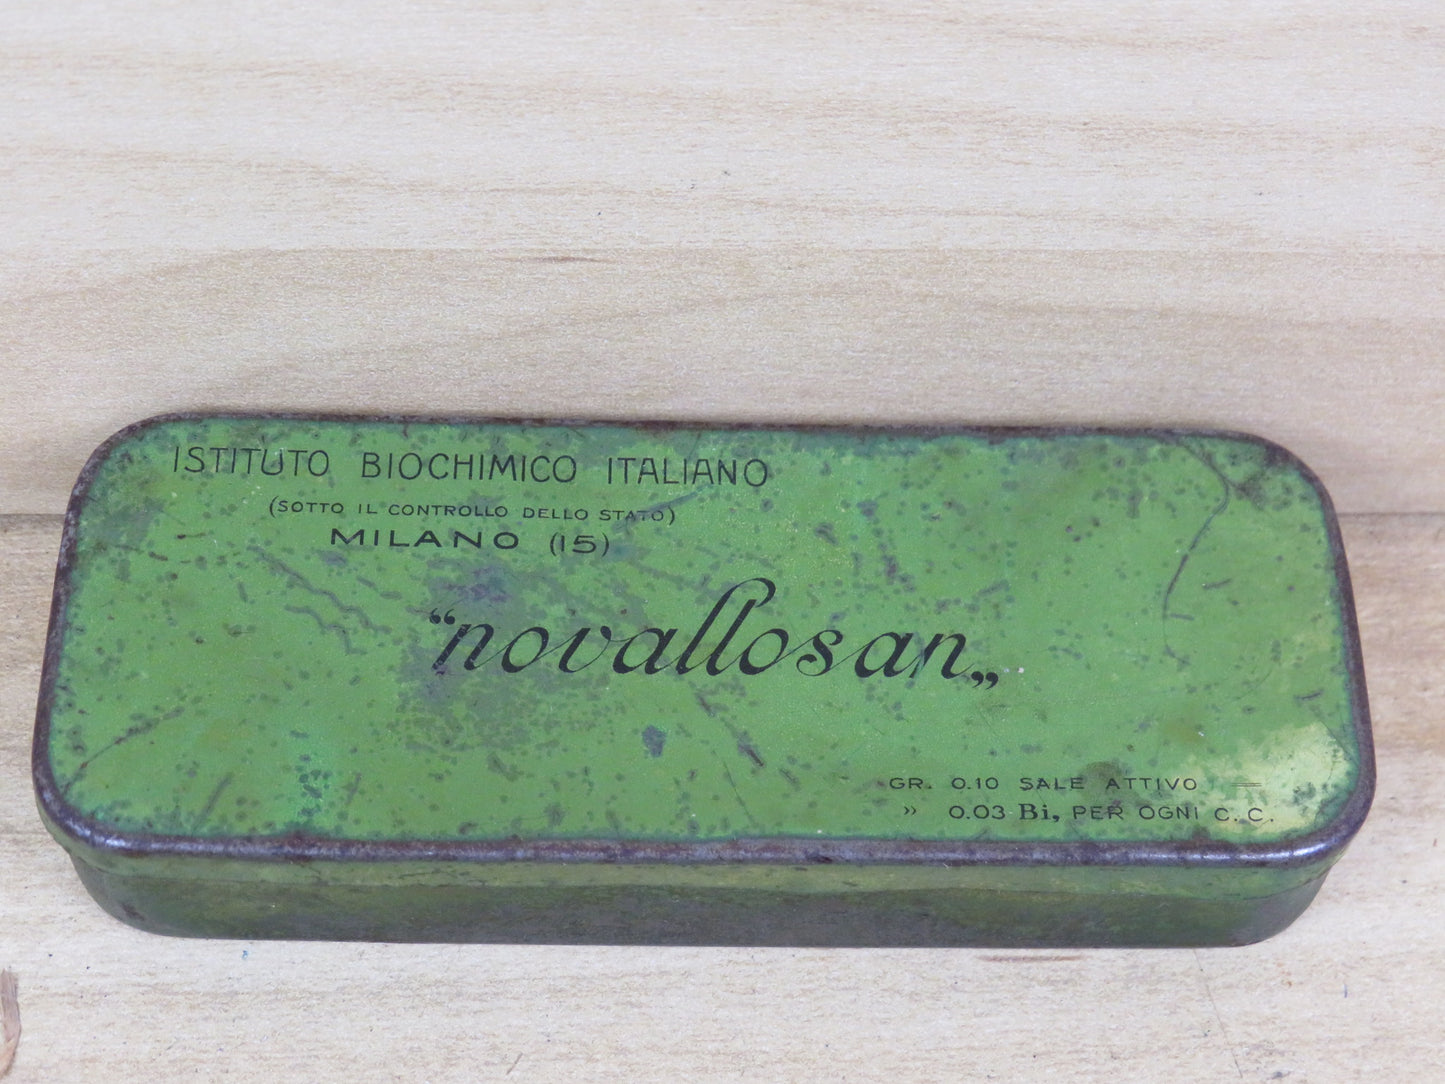 ISTITUTO BIOCHIMICO ITALIANO
(SOTTO IL CONTROLLO DELLO STATO)
MILANO (15)
“novallosan„
GR. 0.10 SALE ATTIVO =
» 0.03 Bi, PER OGNI C. C.